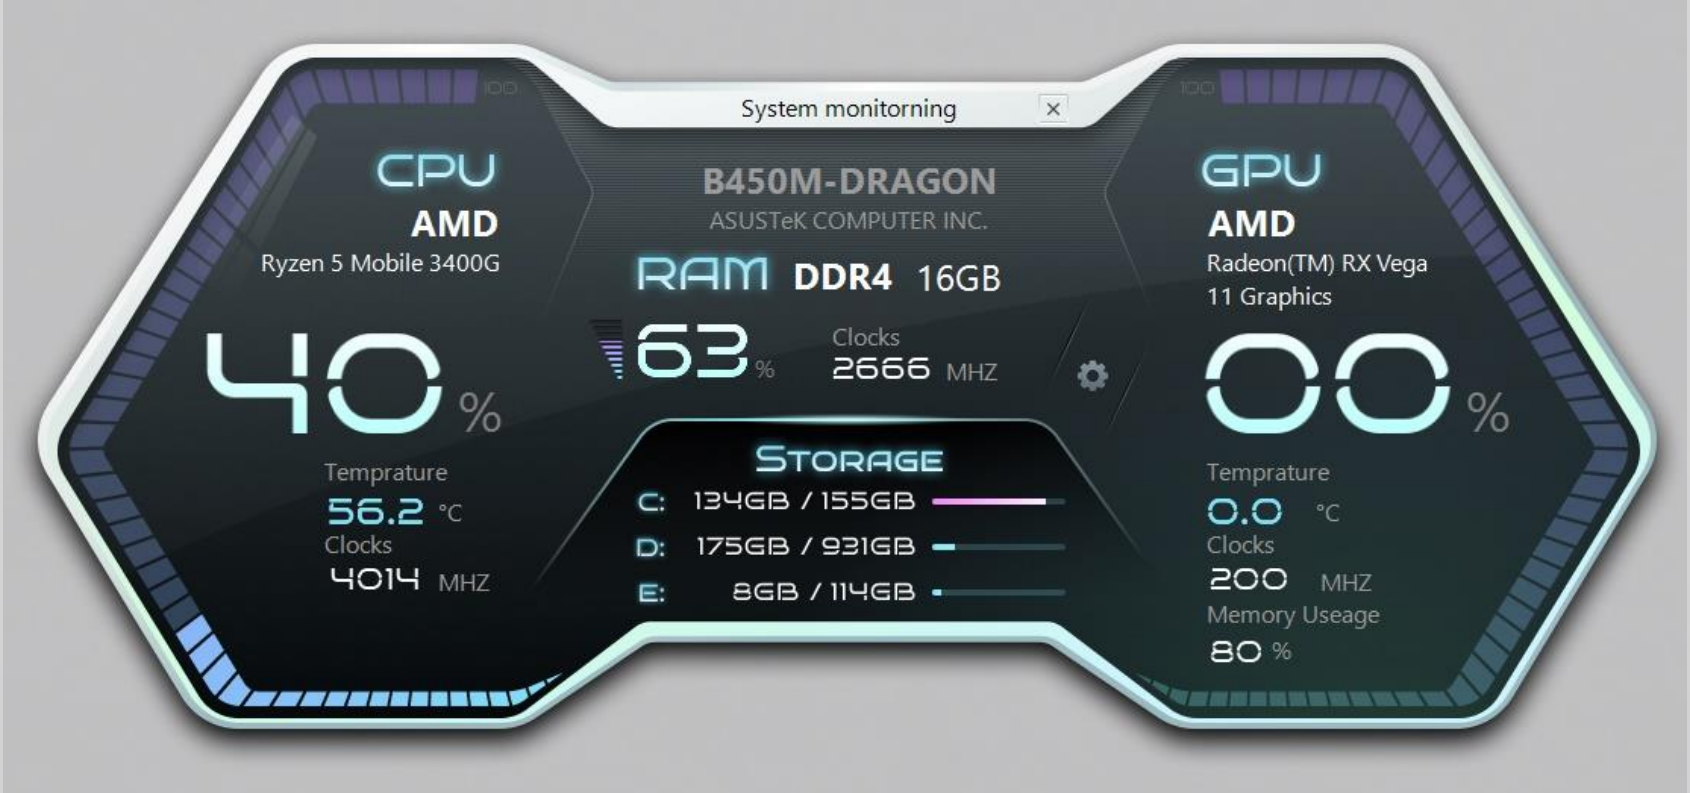 System monitorning
100
CPU
AMD
Ryzen 5 Mobile 3400G
40 %
Temprature
56.2 °C
Clocks
4014 MHZ
B450M-DRAGON
ASUSTeK COMPUTER INC.
RAM DDR4 16GB
63 %
Clocks
2666 MHZ
STORAGE
C: 134GB / 155GB
D: 175GB / 931GB
E: 8GB / 114GB
100
GPU
AMD
Radeon(TM) RX Vega
11 Graphics
00 %
Temprature
0.0 °C
Clocks
200 MHZ
Memory Useage
80 %